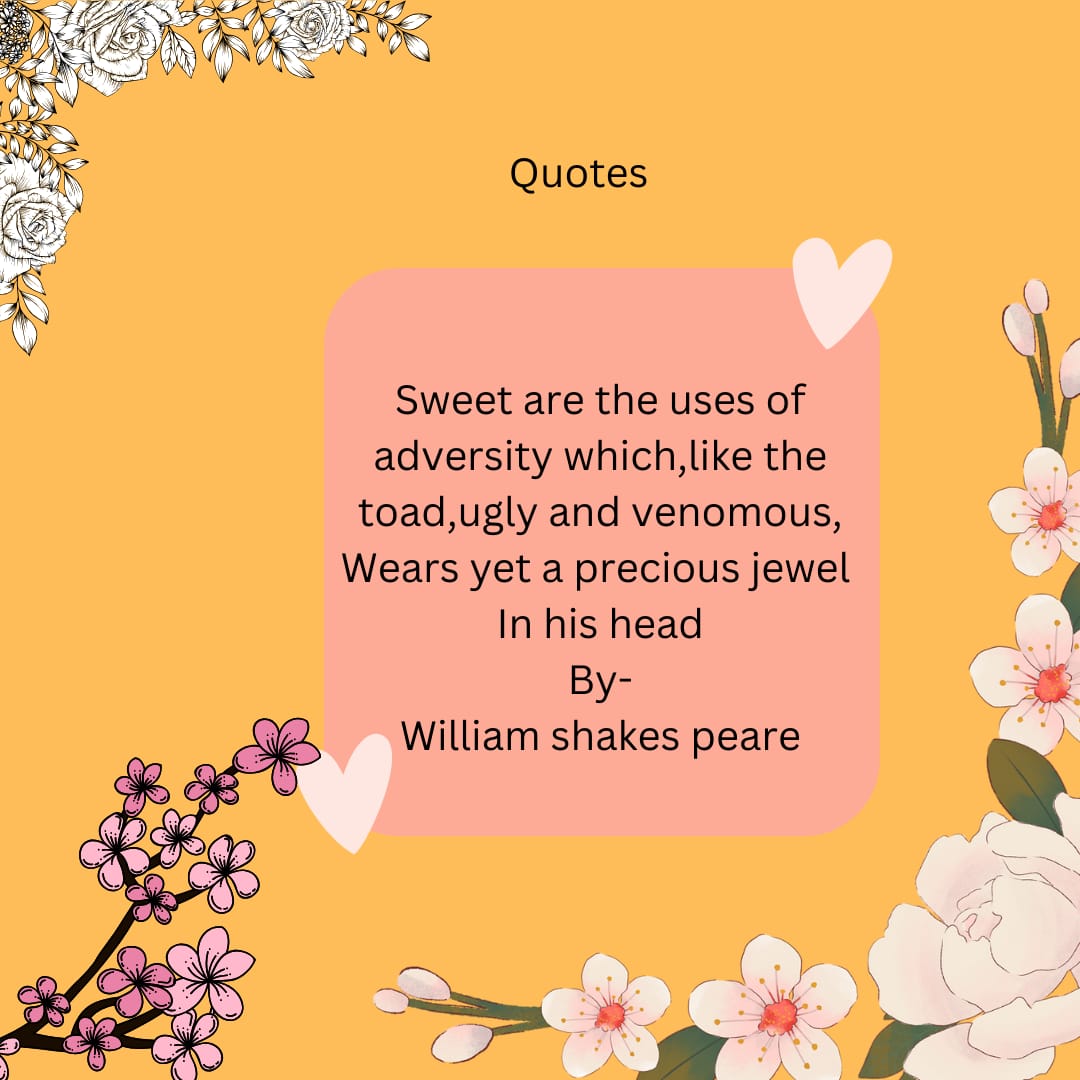 Quotes
Sweet are the uses of
adversity which,like the
toad,ugly and venomous,
Wears yet a precious jewel
In his head
By-
William shakes peare